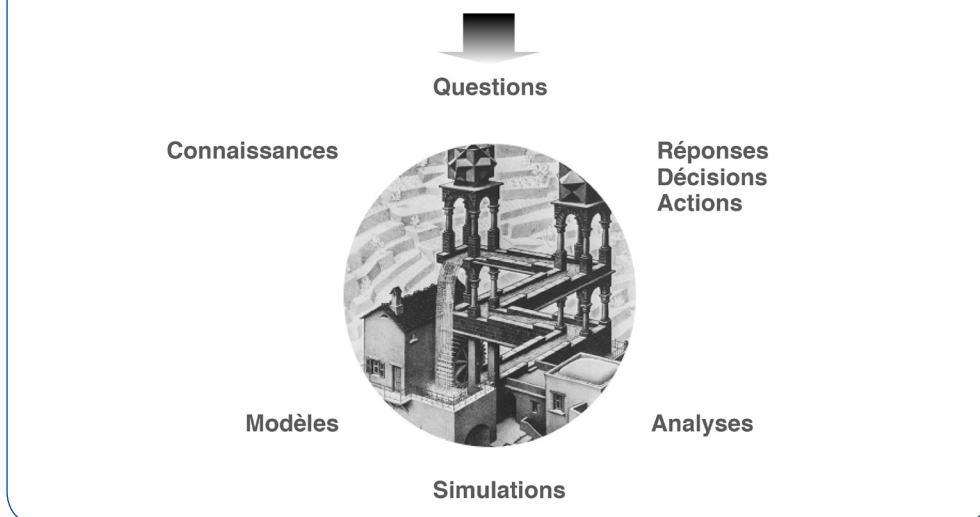 Questions
Connaissances
Réponses
Décisions
Actions
Modèles
Analyses
Simulations